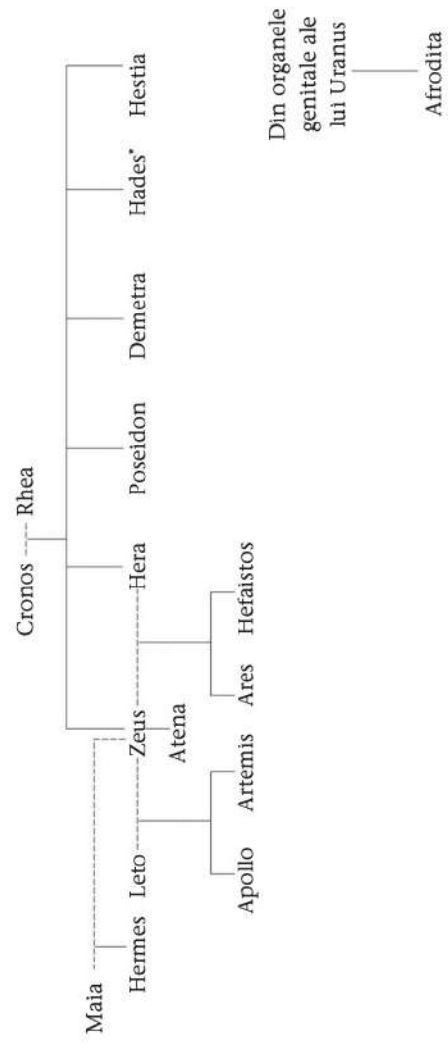 Cronos Rhea
Maia
Hermes Leto Zeus Hera Poseidon Demetra Hades* Hestia
Atena
Apollo Artemis Ares Hefaistos
Din organele
genitale ale
lui Uranus
Afrodita